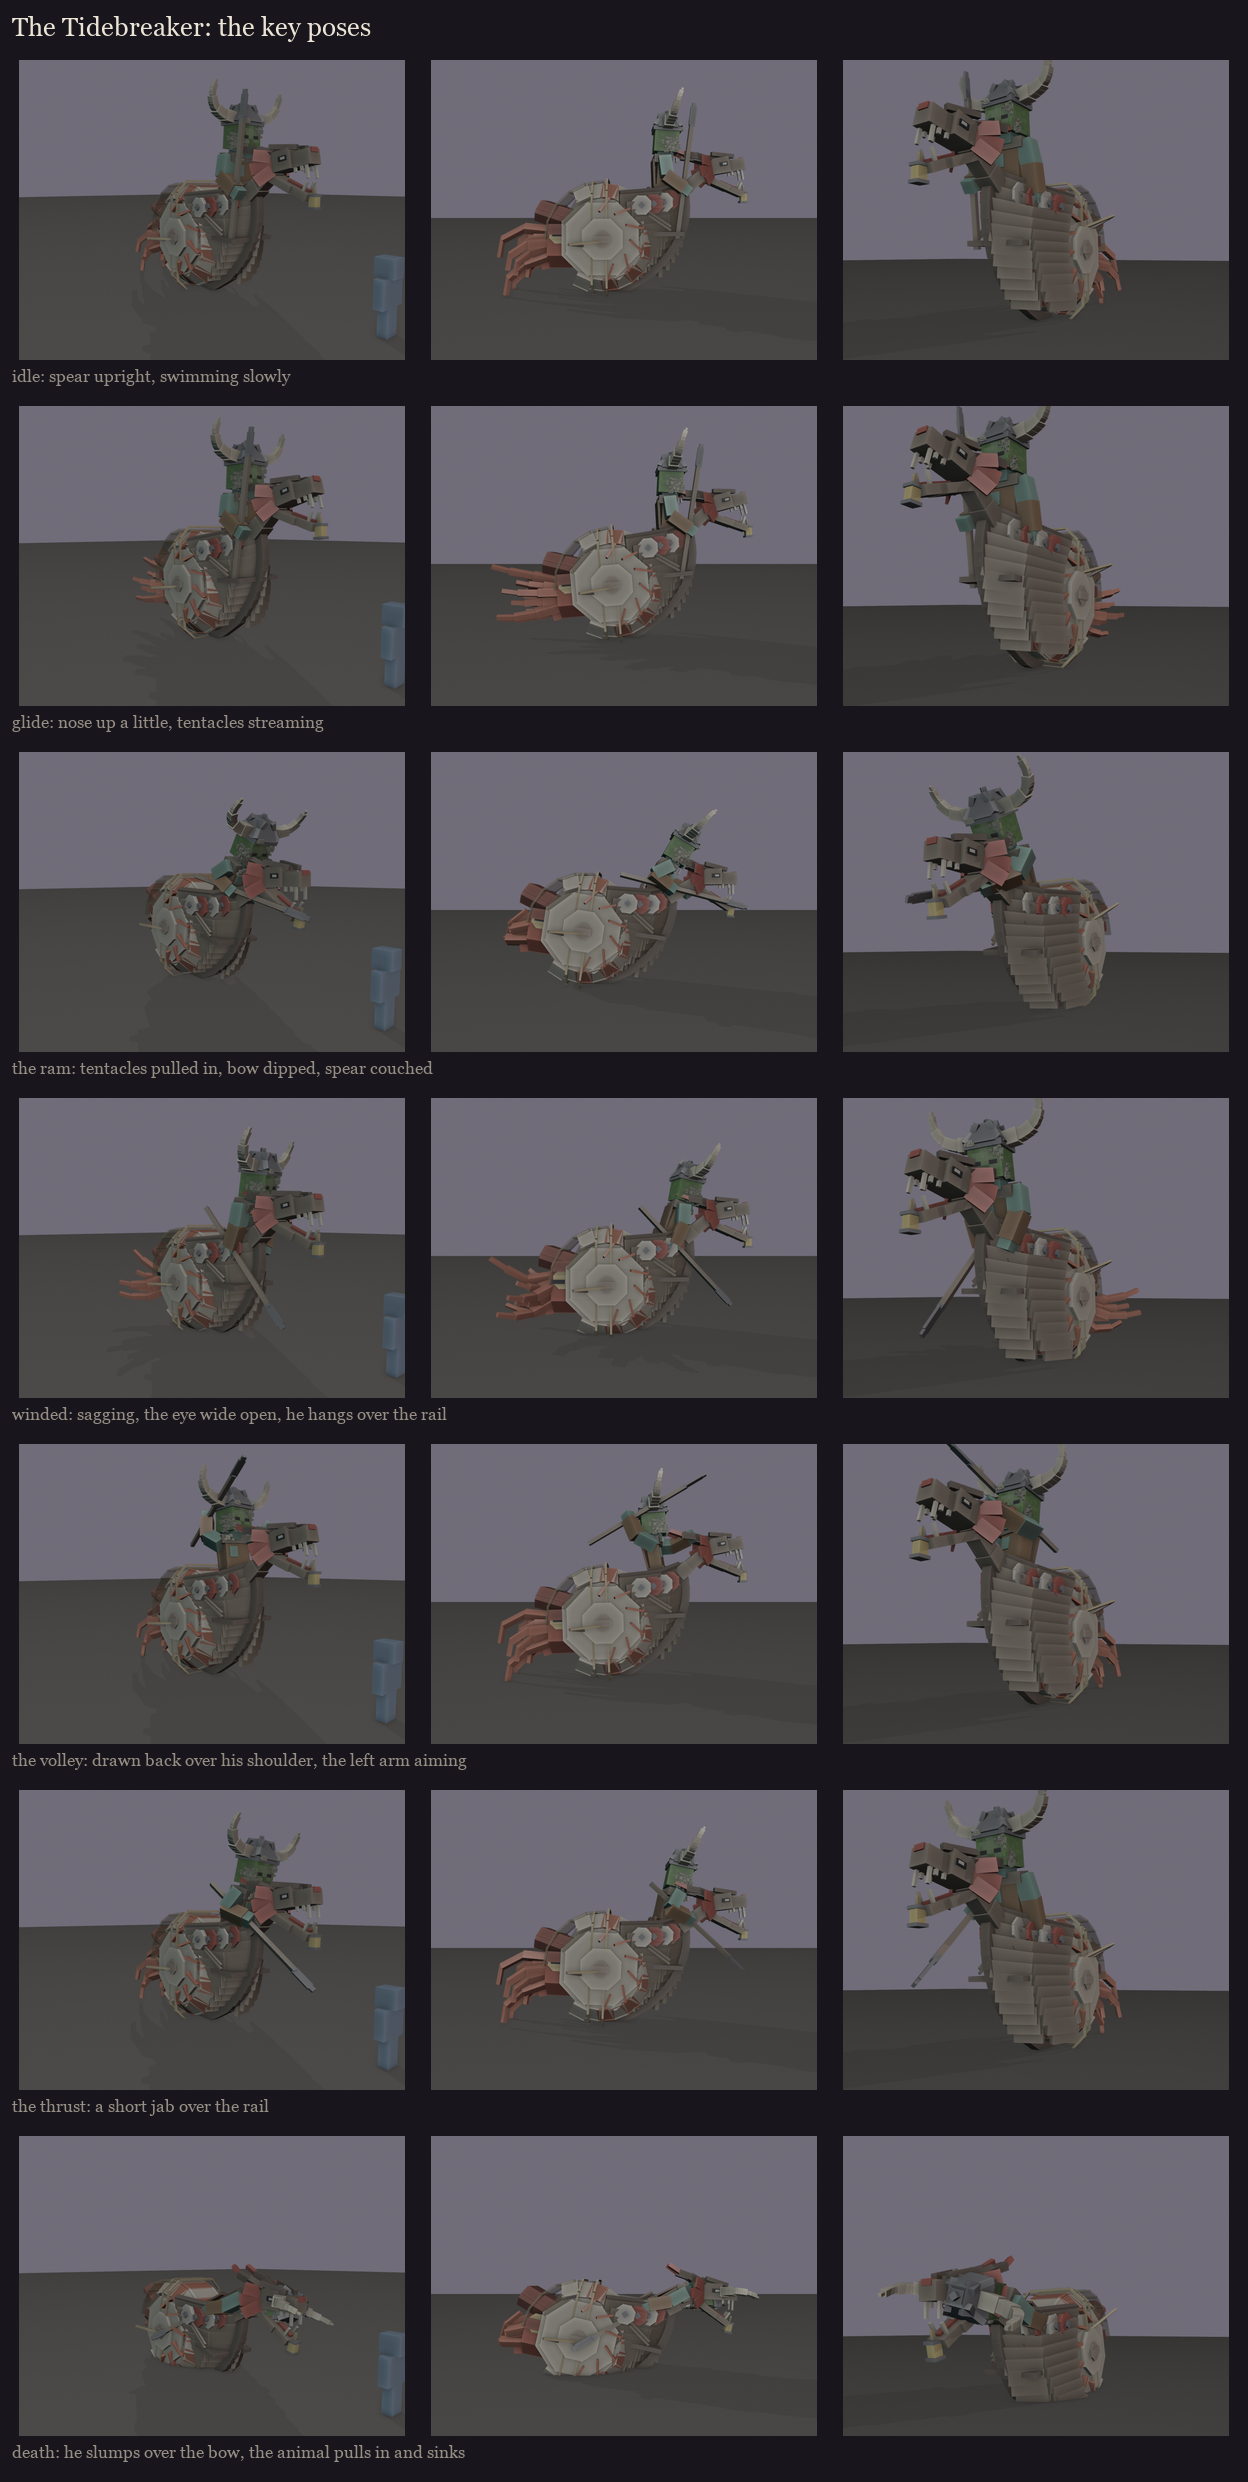 The Tidebreaker: the key poses
idle: spear upright, swimming slowly
glide: nose up a little, tentacles streaming
the ram: tentacles pulled in, bow dipped, spear couched
winded: sagging, the eye wide open, he hangs over the rail
the volley: drawn back over his shoulder, the left arm aiming
the thrust: a short jab over the rail
death: he slumps over the bow, the animal pulls in and sinks